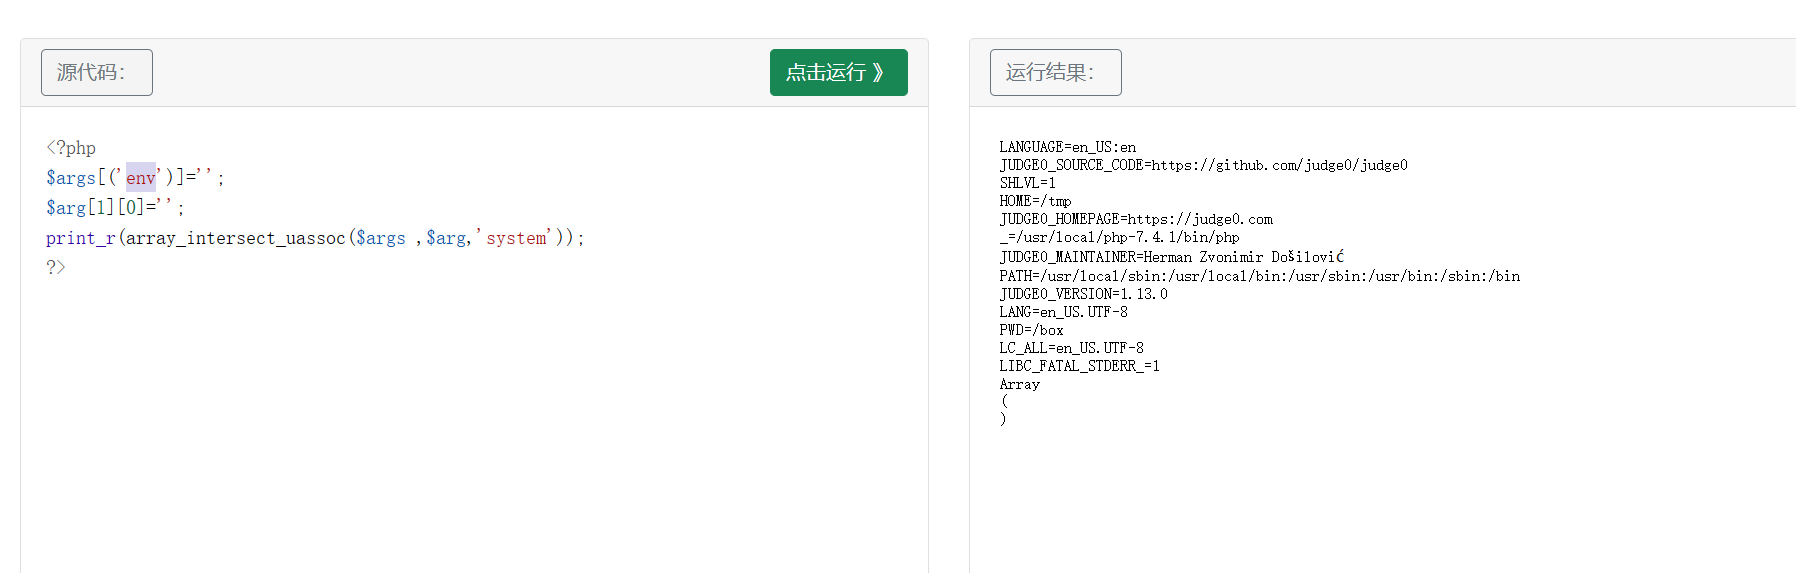 源代码：
点击运行 》
运行结果：
<?php
$args[('env')]='';
$arg[1][0]='';
print_r(array_intersect_uassoc($args ,$arg,'system'));
?>
LANGUAGE=en_US:en
JUDGE0_SOURCE_CODE=https://github.com/judge0/judge0
SHLVL=1
HOME=/tmp
JUDGE0_HOMEPAGE=https://judge0.com
_=/usr/local/php-7.4.1/bin/php
JUDGE0_MAINTAINER=Herman Zvonimir Došilović
PATH=/usr/local/sbin:/usr/local/bin:/usr/sbin:/usr/bin:/sbin:/bin
JUDGE0_VERSION=1.13.0
LANG=en_US.UTF-8
PWD=/box
LC_ALL=en_US.UTF-8
LIBC_FATAL_STDERR_=1
Array
(
)